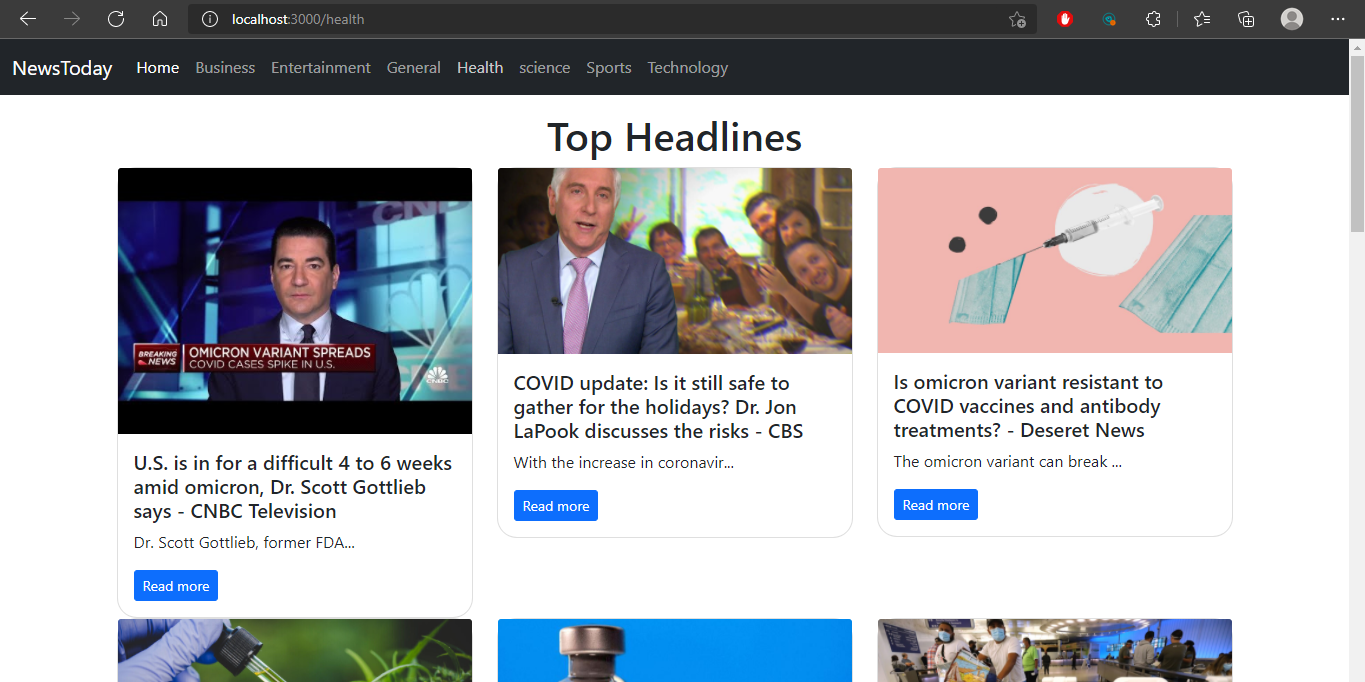 localhost:3000/health
NewsToday Home Business Entertainment General Health science Sports Technology
Top Headlines
CNBC
BREAKING NEWS
OMICRON VARIANT SPREADS
COVID CASES SPIKE IN U.S.
CNBC
U.S. is in for a difficult 4 to 6 weeks
amid omicron, Dr. Scott Gottlieb
says - CNBC Television
Dr. Scott Gottlieb, former FDA...
Read more
COVID update: Is it still safe to
gather for the holidays? Dr. Jon
LaPook discusses the risks - CBS
With the increase in coronavir...
Read more
Is omicron variant resistant to
COVID vaccines and antibody
treatments? - Deseret News
The omicron variant can break ...
Read more